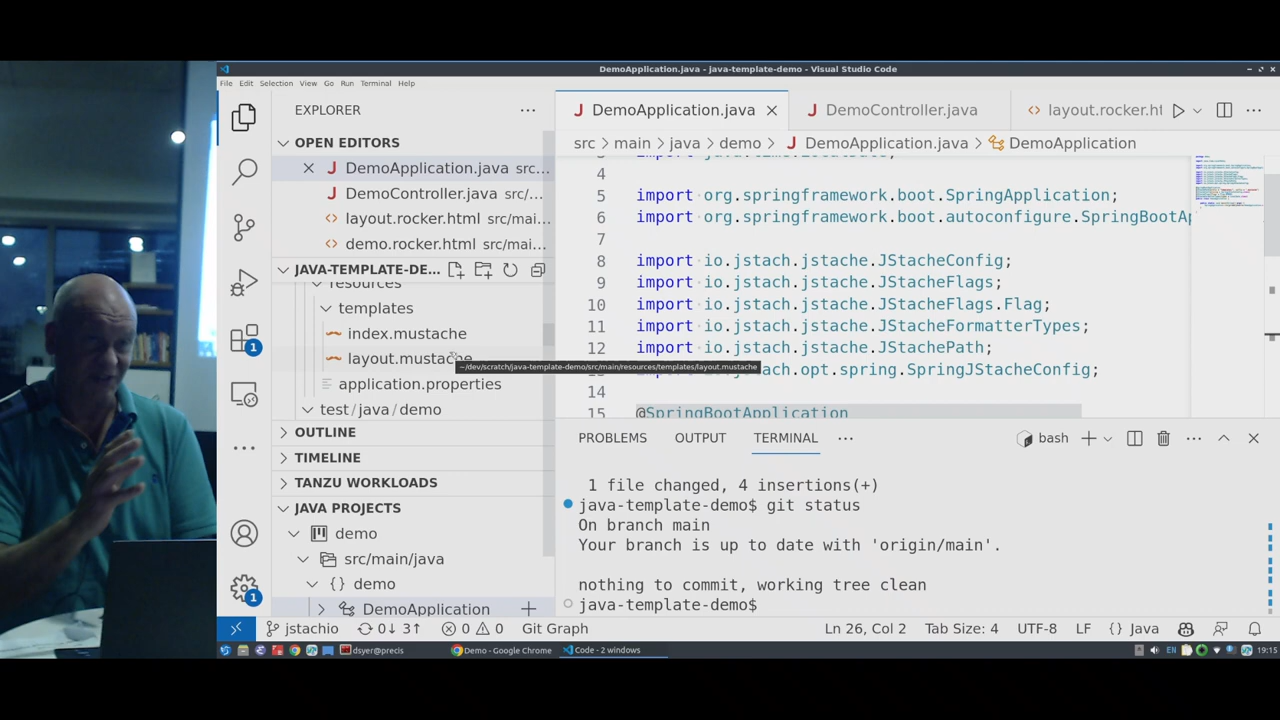 DemoApplication.java - java-template-demo - Visual Studio Code
File Edit Selection View Go Run Terminal Help
EXPLORER
OPEN EDITORS
DemoApplication.java src...
DemoController.java src/...
layout.rocker.html src/mai...
demo.rocker.html src/mai...
JAVA-TEMPLATE-DE...
resources
templates
index.mustache
layout.mustache
application.properties
test/java/demo
OUTLINE
TIMELINE
TANZU WORKLOADS
JAVA PROJECTS
demo
src/main/java
{} demo
DemoApplication
1
1
DemoApplication.java
DemoController.java
layout.rocker.ht
src > main > java > demo > DemoApplication.java > DemoApplication
4
5 import org.springframework.boot.SpringApplication;
6 import org.springframework.boot.autoconfigure.SpringBootAp
7
8 import io.jstach.jstache.JStacheConfig;
9 import io.jstach.jstache.JStacheFlags;
10 import io.jstach.jstache.JStacheFlags.Flag;
11 import io.jstach.jstache.JStacheFormatterTypes;
12 import io.jstach.jstache.JStachePath;
~/dev/scratch/java-template-demo/src/main/resources/templates/layout.mustache
13 .opt.spring.SpringJStacheConfig;
14
15 @SpringBootApplication
PROBLEMS OUTPUT TERMINAL
bash
1 file changed, 4 insertions(+)
java-template-demo$ git status
On branch main
Your branch is up to date with 'origin/main'.
nothing to commit, working tree clean
java-template-demo$
jstachio 0↓ 3↑ 0 0 Git Graph Ln 26, Col 2 Tab Size: 4 UTF-8 LF {} Java
dsyer@precis Demo - Google Chrome Code - 2 windows EN 19:15